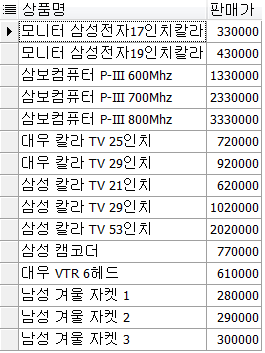 상품명 판매가
모니터 삼성전자17인치칼라 330000
모니터 삼성전자19인치칼라 430000
삼보컴퓨터 P-III 600Mhz 1330000
삼보컴퓨터 P-III 700Mhz 2330000
삼보컴퓨터 P-III 800Mhz 3330000
대우 칼라 TV 25인치 720000
대우 칼라 TV 29인치 920000
삼성 칼라 TV 21인치 620000
삼성 칼라 TV 29인치 1020000
삼성 칼라 TV 53인치 2020000
삼성 캠코더 770000
대우 VTR 6헤드 610000
남성 겨울 자켓 1 280000
남성 겨울 자켓 2 290000
남성 겨울 자켓 3 300000